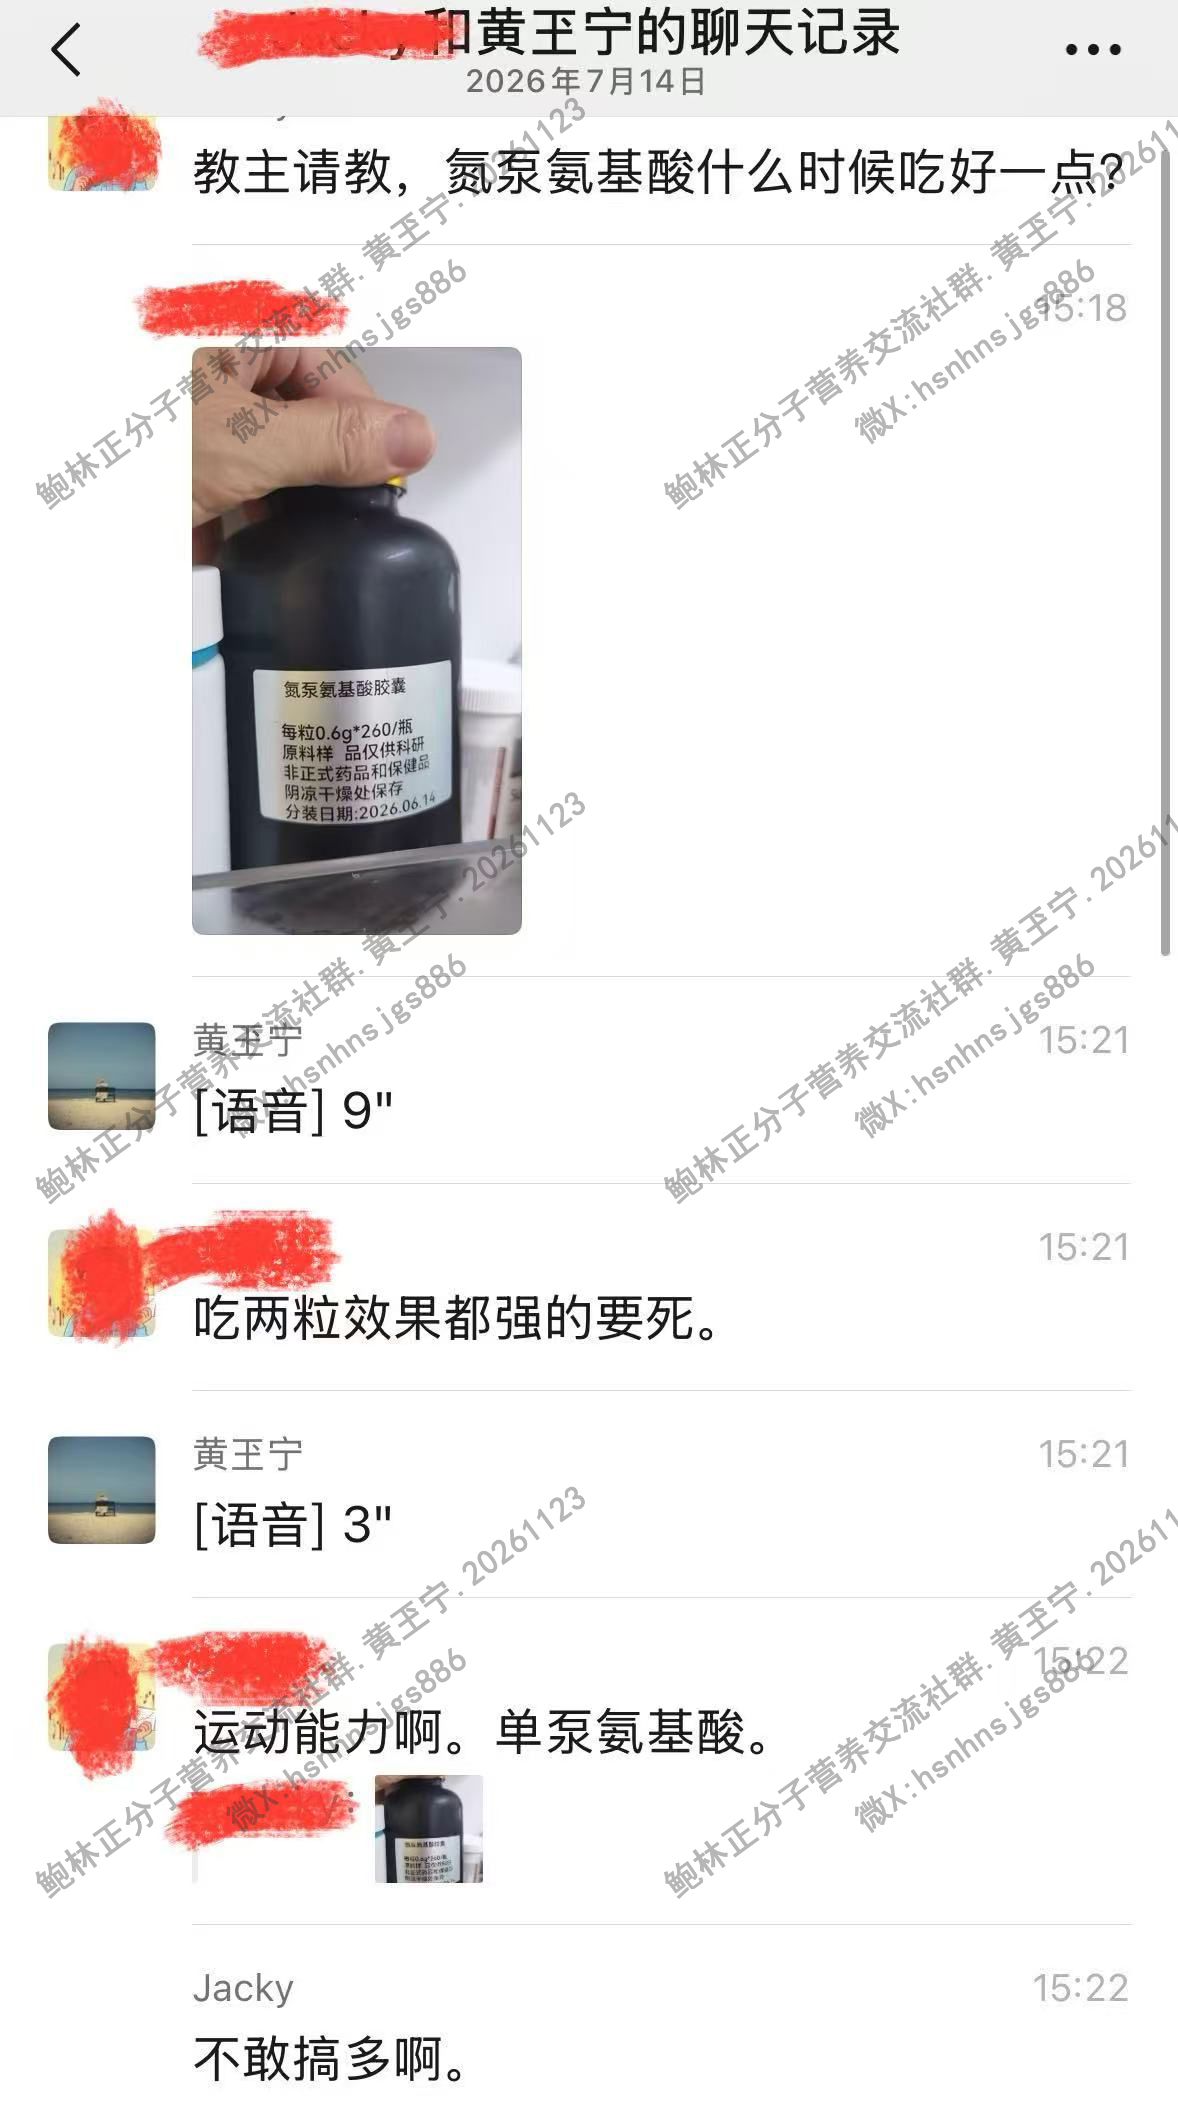 和黄王宁的聊天记录
2026年7月14日
教主请教，氮泵氨基酸什么时候吃好一点？
15:18
氮泵氨基酸胶囊
每粒0.6g*260/瓶
原料样 品仅供科研
非正式药品和保健品
阴凉干燥处保存
分装日期:2026.06.14
黄王宁
15:21
[语音] 9"
15:21
吃两粒效果都强的要死。
黄王宁
15:21
[语音] 3"
15:22
运动能力啊。单泵氨基酸。
Jacky
15:22
不敢搞多啊。
鲍林正分子营养交流社群. 黄王宁. 20261123
微X:hsnhnsjgs886